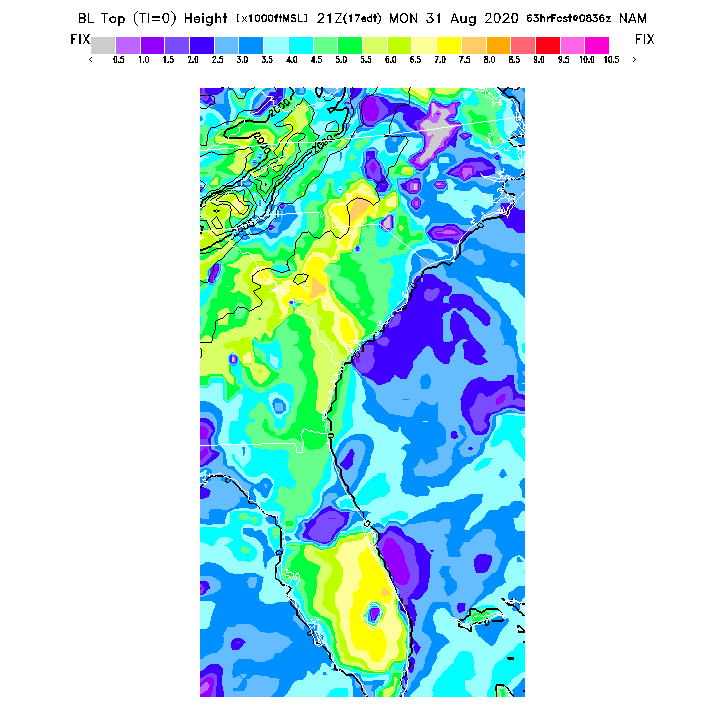 BL Top (TI=0) Height [x1000ftMSL] 21Z(17edt) MON 31 Aug 2020 63hrFcst@0836z NAM
FIX FIX
< 0.5 1.0 1.5 2.0 2.5 3.0 3.5 4.0 4.5 5.0 5.5 6.0 6.5 7.0 7.5 8.0 8.5 9.0 9.5 10.0 10.5 >
2000
2000